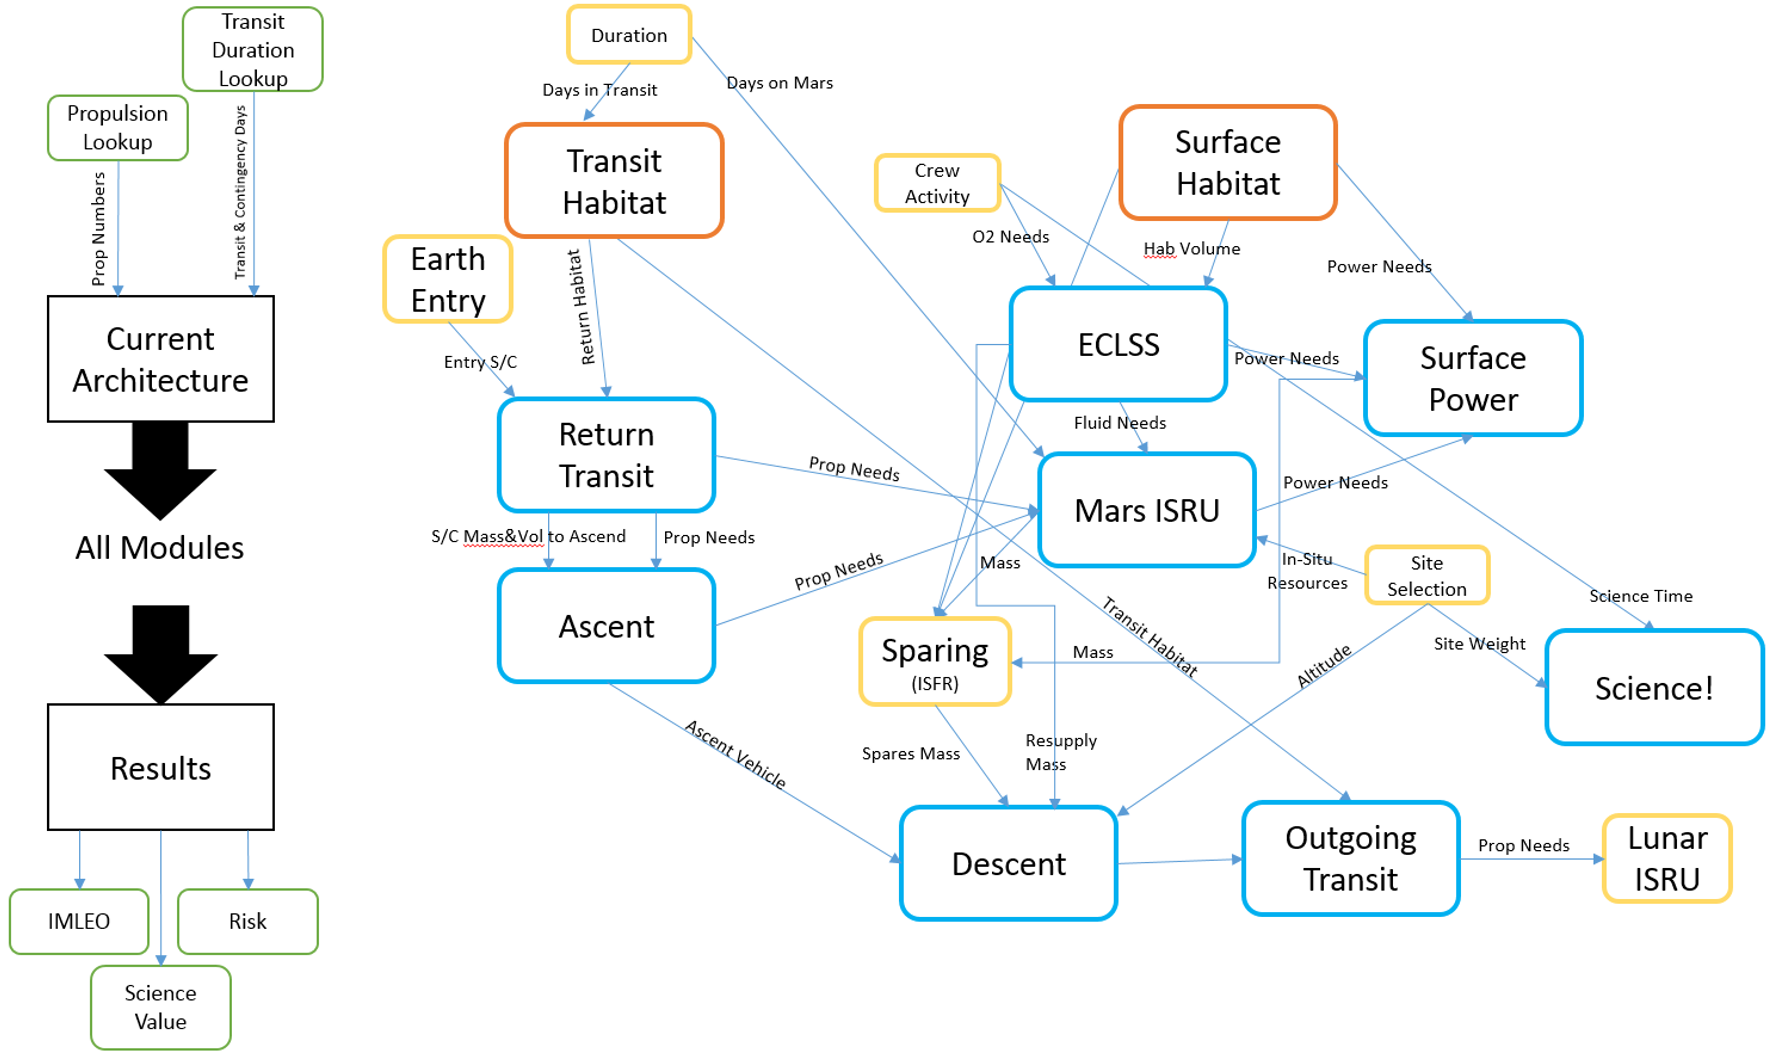 Transit
Duration
Lookup
Propulsion
Lookup
Prop Numbers
Transit & Contingency Days
Current
Architecture
All Modules
Results
IMLEO
Risk
Science
Value
Duration
Days in Transit
Days on Mars
Transit
Habitat
Crew
Activity
Surface
Habitat
O2 Needs
Hab Volume
Power Needs
Earth
Entry
Entry S/C
Return Habitat
ECLSS
Power Needs
Surface
Power
Fluid Needs
Return
Transit
Prop Needs
Mars ISRU
Power Needs
S/C Mass&Vol to Ascend
Prop Needs
Prop Needs
Mass
In-Situ
Resources
Site
Selection
Science Time
Ascent
Transit Habitat
Sparing
(ISFR)
Mass
Altitude
Site Weight
Science!
Ascent Vehicle
Spares Mass
Resupply
Mass
Descent
Outgoing
Transit
Prop Needs
Lunar
ISRU